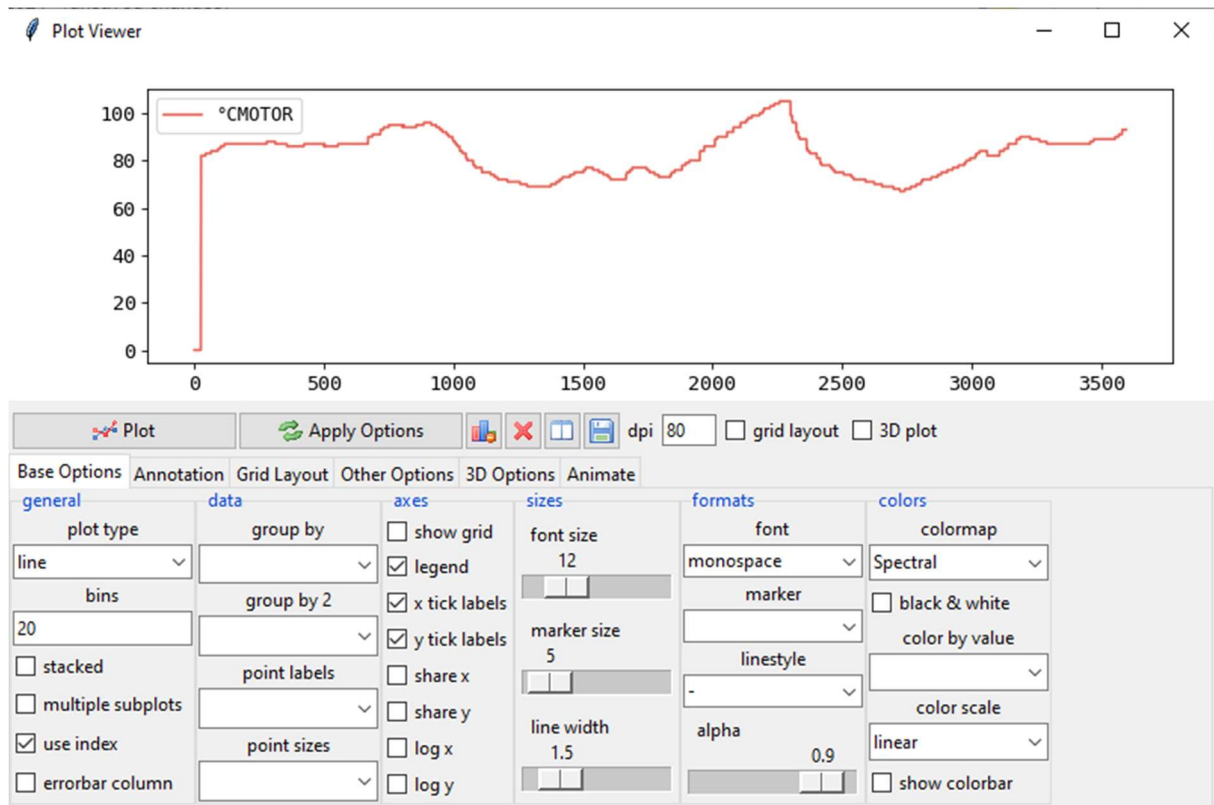 Plot Viewer
°CMOTOR
100
80
60
40
20
0
0 500 1000 1500 2000 2500 3000 3500
Plot Apply Options dpi 80 grid layout 3D plot
Base Options Annotation Grid Layout Other Options 3D Options Animate
general
plot type
line
bins
20
stacked
multiple subplots
use index
errorbar column
data
group by
group by 2
point labels
point sizes
axes
show grid
legend
x tick labels
y tick labels
share x
share y
log x
log y
sizes
font size
12
marker size
5
line width
1.5
formats
font
monospace
marker
linestyle
-
alpha
0.9
colors
colormap
Spectral
black & white
color by value
color scale
linear
show colorbar